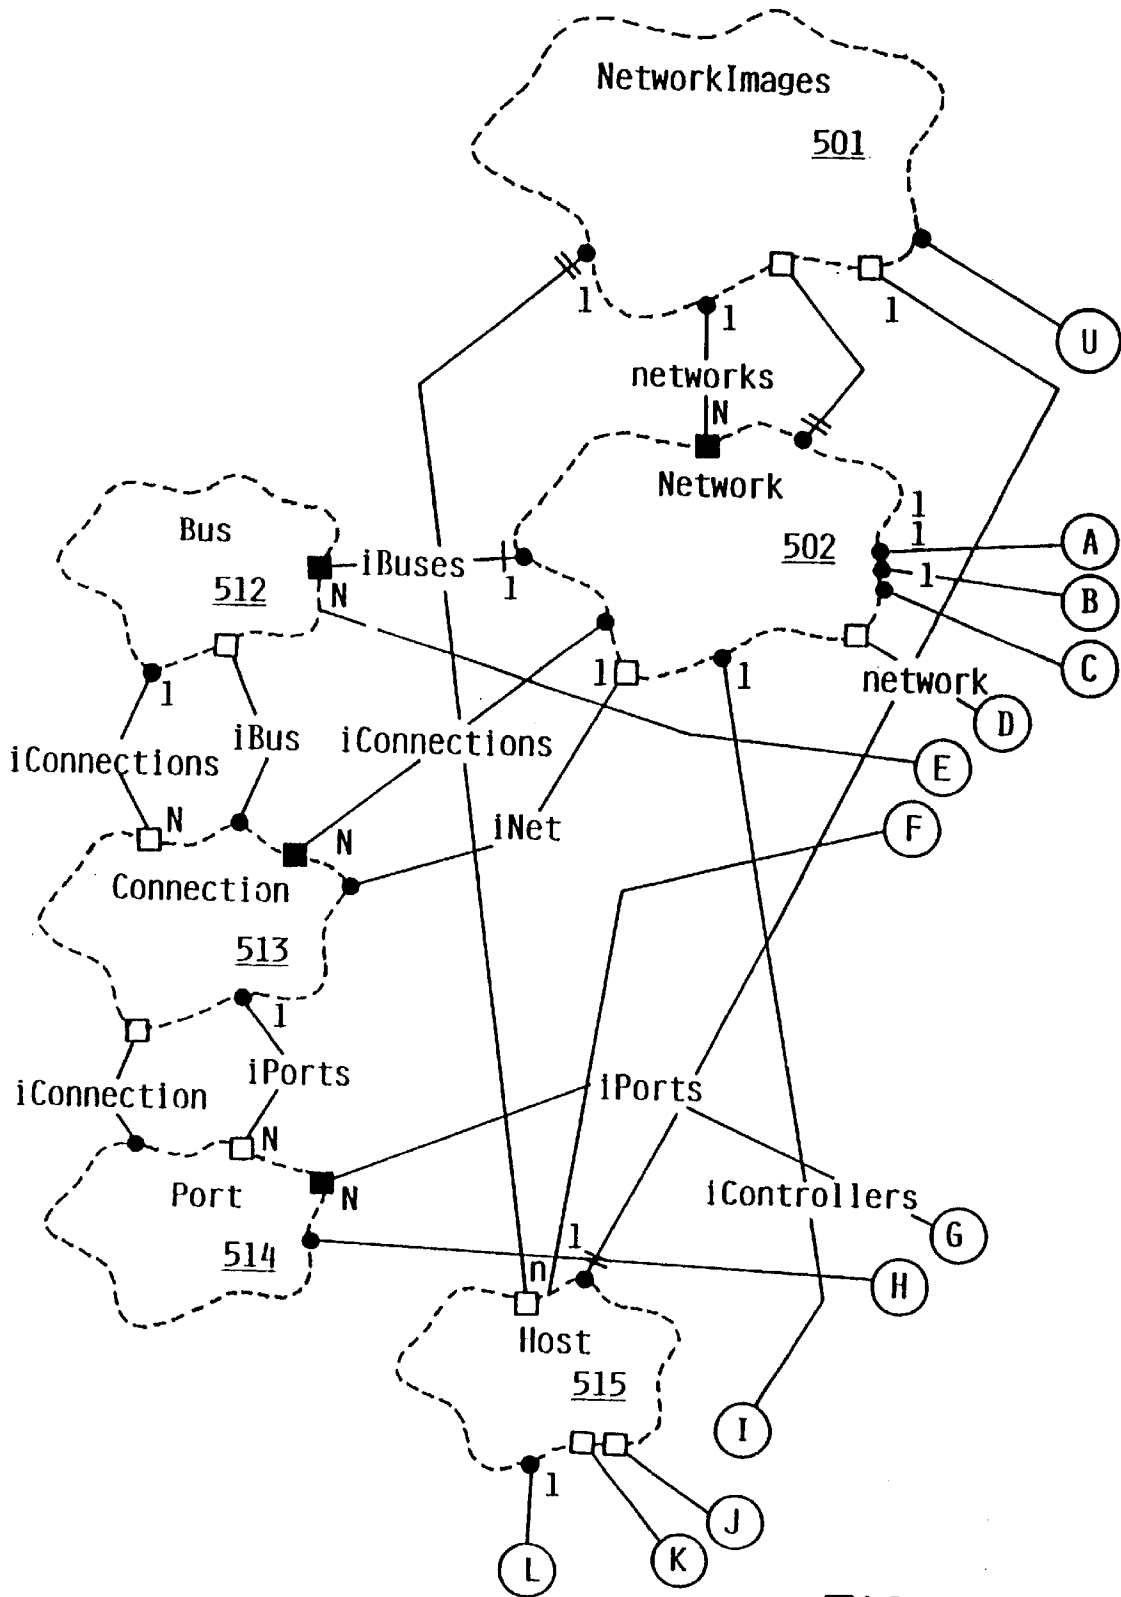 NetworkImages
501
1
1
1
U
networks
N
Network
502
1
1
1
A
B
C
Bus
512
N
iBuses
1
1
1
1
network
D
E
F
iConnections
iBus
iConnections
iNet
N
N
Connection
513
1
iConnection
iPorts
N
iPorts
Port
514
N
iControllers
G
H
1
n
Host
515
I
1
J
K
L